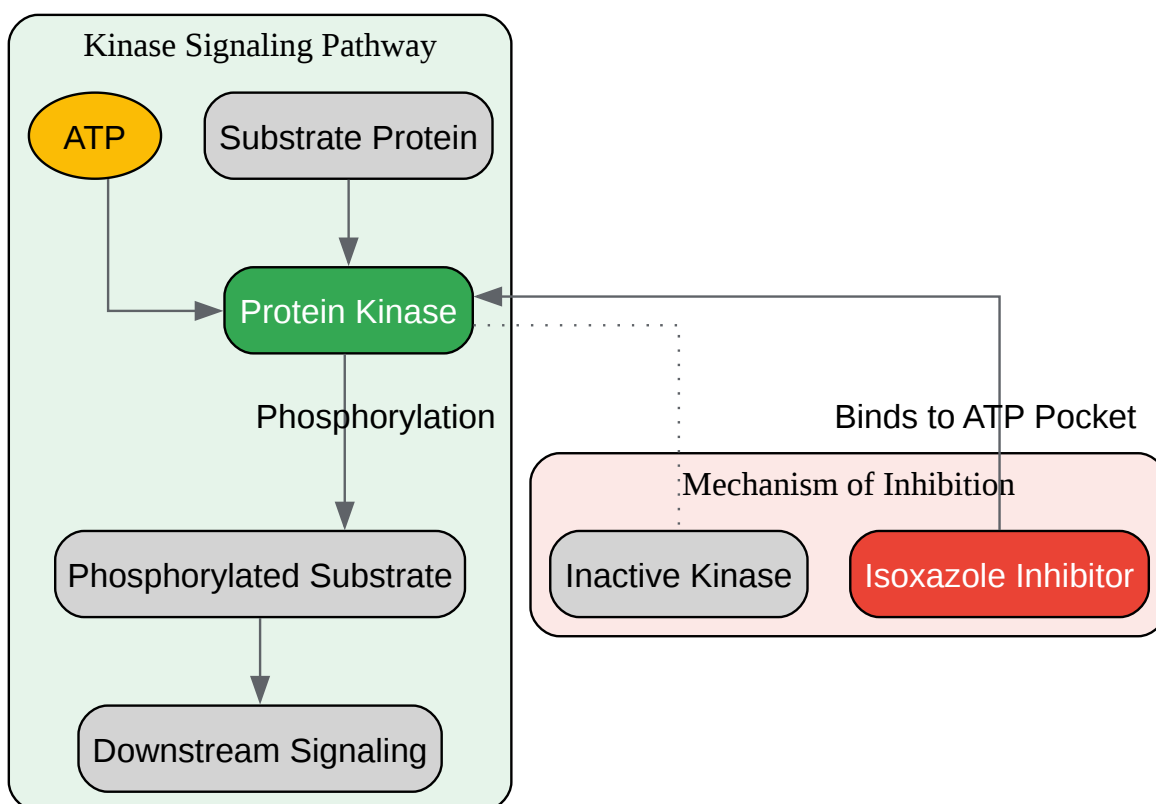 Kinase Signaling Pathway
ATP
Substrate Protein
Protein Kinase
Phosphorylation
Binds to ATP Pocket
Mechanism of Inhibition
Phosphorylated Substrate
Inactive Kinase
Isoxazole Inhibitor
Downstream Signaling